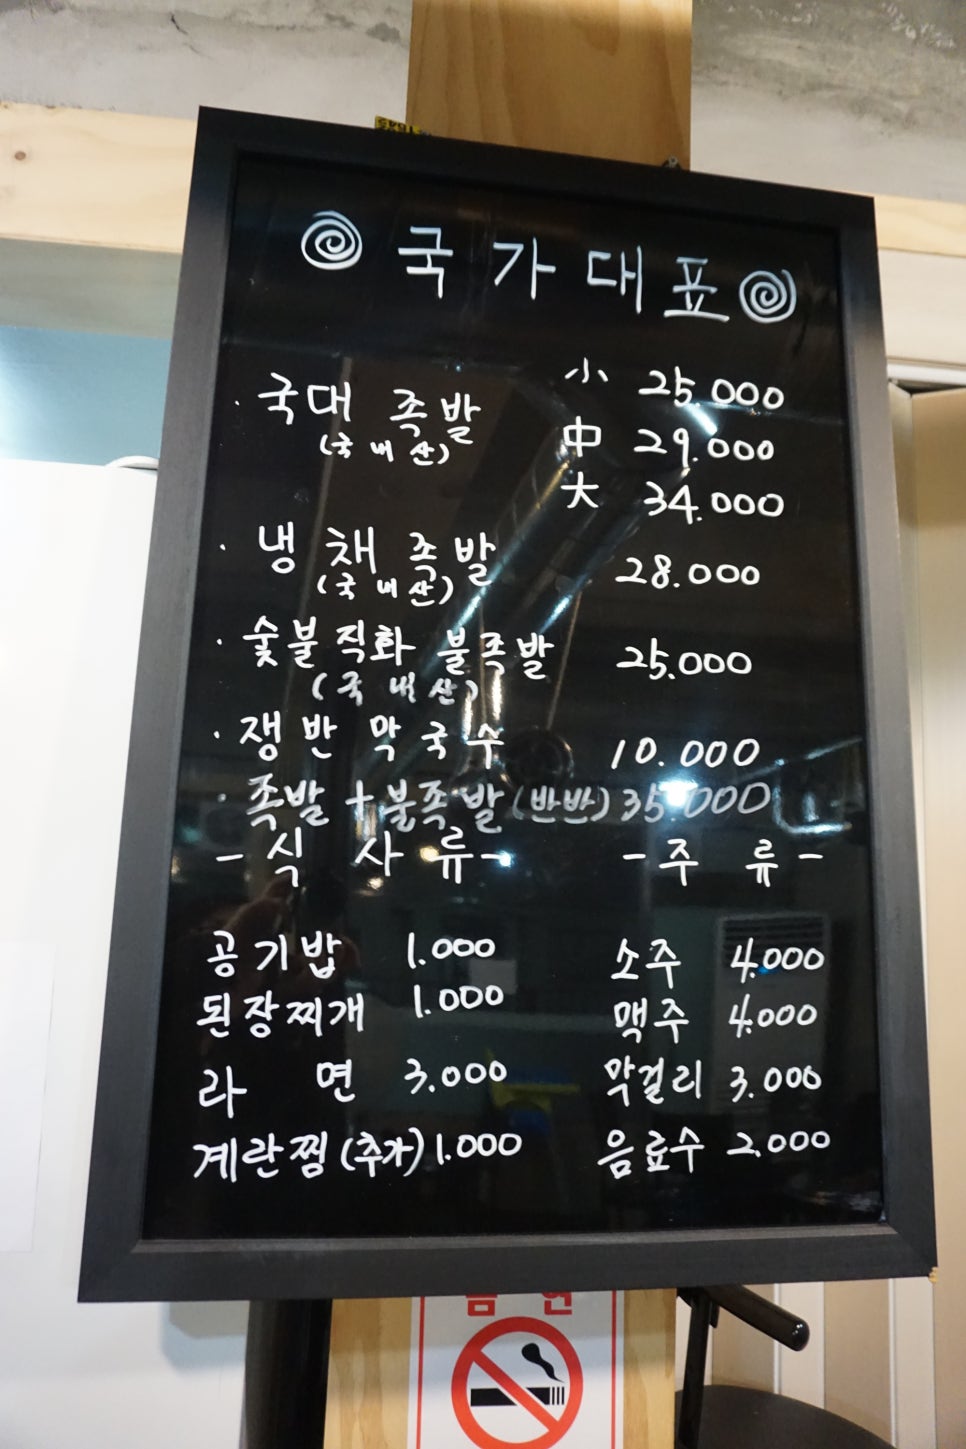 국가대표
· 국대 족발 小 25.000
(국내산) 中 29.000
大 34.000
· 냉채 족발 28.000
(국내산)
· 숯불직화 불족발 25.000
(국내산)
· 쟁반 막국수 10.000
· 족발+불족발(반반) 35.000
- 식사류 - - 주류 -
공기밥 1.000 소주 4.000
된장찌개 1.000 맥주 4.000
라면 3.000 막걸리 3.000
계란찜(추가) 1.000 음료수 2.000
금연